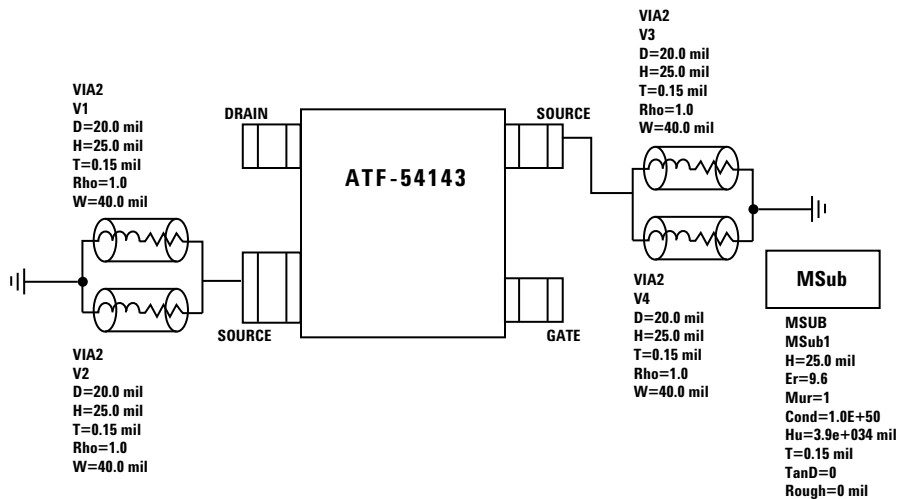 VIA2
V3
D=20.0 mil
H=25.0 mil
T=0.15 mil
Rho=1.0
W=40.0 mil
VIA2
V1
D=20.0 mil
H=25.0 mil
T=0.15 mil
Rho=1.0
W=40.0 mil
DRAIN
SOURCE
ATF-54143
SOURCE
GATE
VIA2
V2
D=20.0 mil
H=25.0 mil
T=0.15 mil
Rho=1.0
W=40.0 mil
VIA2
V4
D=20.0 mil
H=25.0 mil
T=0.15 mil
Rho=1.0
W=40.0 mil
MSub
MSUB
MSub1
H=25.0 mil
Er=9.6
Mur=1
Cond=1.0E+50
Hu=3.9e+034 mil
T=0.15 mil
TanD=0
Rough=0 mil